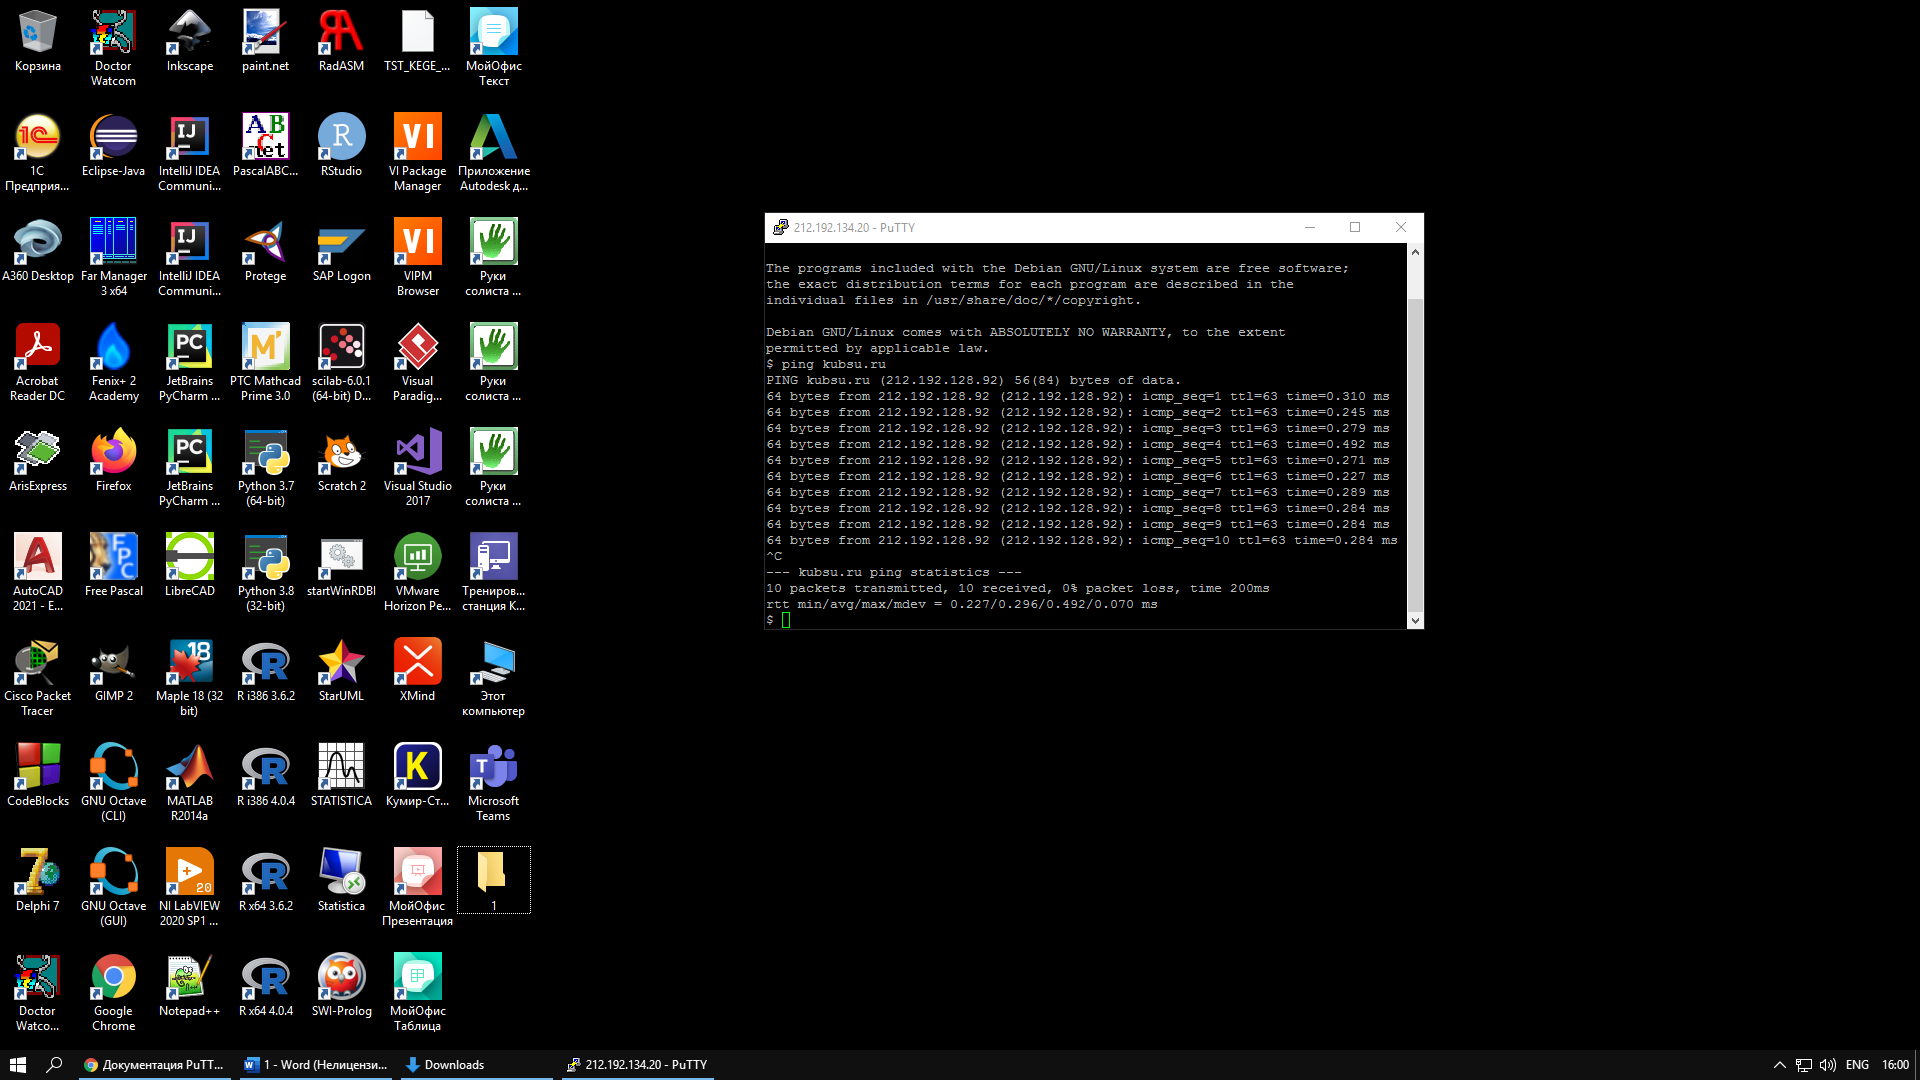 Корзина
Doctor
Watcom
Inkscape
paint.net
RadASM
TST_KEGE_...
МойОфис
Текст
1С
Предприя...
Eclipse-Java
IntelliJ IDEA
Communi...
PascalABC...
RStudio
VI Package
Manager
Приложение
Autodesk д...
A360 Desktop
Far Manager
3 x64
IntelliJ IDEA
Communi...
Protege
SAP Logon
VIPM
Browser
Руки
солиста ...
Acrobat
Reader DC
Fenix+ 2
Academy
JetBrains
PyCharm ...
PTC Mathcad
Prime 3.0
scilab-6.0.1
(64-bit) D...
Visual
Paradig...
Руки
солиста ...
ArisExpress
Firefox
JetBrains
PyCharm ...
Python 3.7
(64-bit)
Scratch 2
Visual Studio
2017
Руки
солиста ...
AutoCAD
2021 - E...
Free Pascal
LibreCAD
Python 3.8
(32-bit)
startWinRDBI
VMware
Horizon Pe...
Трениров...
станция К...
Cisco Packet
Tracer
GIMP 2
Maple 18 (32
bit)
R i386 3.6.2
StarUML
XMind
Этот
компьютер
CodeBlocks
GNU Octave
(CLI)
MATLAB
R2014a
R i386 4.0.4
STATISTICA
Кумир-Ст...
Microsoft
Teams
Delphi 7
GNU Octave
(GUI)
NI LabVIEW
2020 SP1 ...
R x64 3.6.2
Statistica
МойОфис
Презентация
1
Doctor
Watco...
Google
Chrome
Notepad++
R x64 4.0.4
SWI-Prolog
МойОфис
Таблица
212.192.134.20 - PuTTY
The programs included with the Debian GNU/Linux system are free software;
the exact distribution terms for each program are described in the
individual files in /usr/share/doc/*/copyright.
Debian GNU/Linux comes with ABSOLUTELY NO WARRANTY, to the extent
permitted by applicable law.
$ ping kubsu.ru
PING kubsu.ru (212.192.128.92) 56(84) bytes of data.
64 bytes from 212.192.128.92 (212.192.128.92): icmp_seq=1 ttl=63 time=0.310 ms
64 bytes from 212.192.128.92 (212.192.128.92): icmp_seq=2 ttl=63 time=0.245 ms
64 bytes from 212.192.128.92 (212.192.128.92): icmp_seq=3 ttl=63 time=0.279 ms
64 bytes from 212.192.128.92 (212.192.128.92): icmp_seq=4 ttl=63 time=0.492 ms
64 bytes from 212.192.128.92 (212.192.128.92): icmp_seq=5 ttl=63 time=0.271 ms
64 bytes from 212.192.128.92 (212.192.128.92): icmp_seq=6 ttl=63 time=0.227 ms
64 bytes from 212.192.128.92 (212.192.128.92): icmp_seq=7 ttl=63 time=0.289 ms
64 bytes from 212.192.128.92 (212.192.128.92): icmp_seq=8 ttl=63 time=0.284 ms
64 bytes from 212.192.128.92 (212.192.128.92): icmp_seq=9 ttl=63 time=0.284 ms
64 bytes from 212.192.128.92 (212.192.128.92): icmp_seq=10 ttl=63 time=0.284 ms
^C
--- kubsu.ru ping statistics ---
10 packets transmitted, 10 received, 0% packet loss, time 200ms
rtt min/avg/max/mdev = 0.227/0.296/0.492/0.070 ms
$
Документация PuTT...
1 - Word (Нелицензи...
Downloads
212.192.134.20 - PuTTY
ENG
16:00